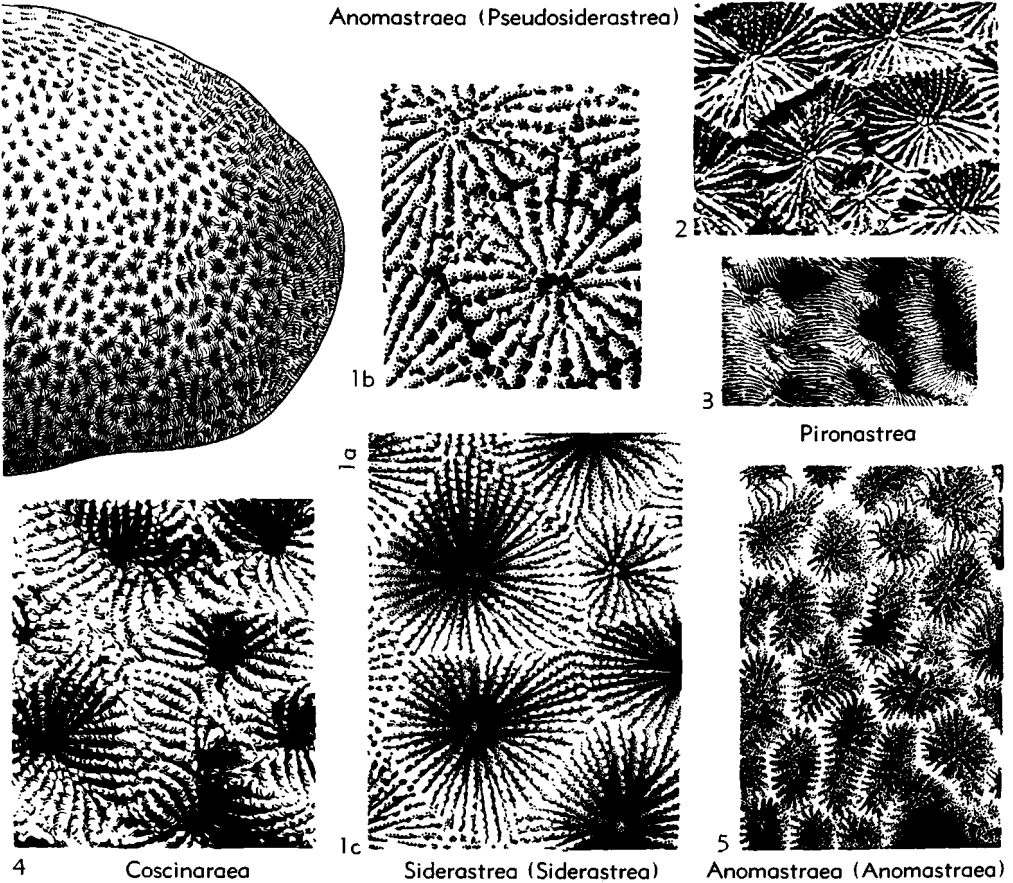 Anomastraea (Pseudosiderastrea)
2
1b
3
Pironastrea
1a
4
Coscinaraea
1c
Siderastrea (Siderastrea)
5
Anomastraea (Anomastraea)